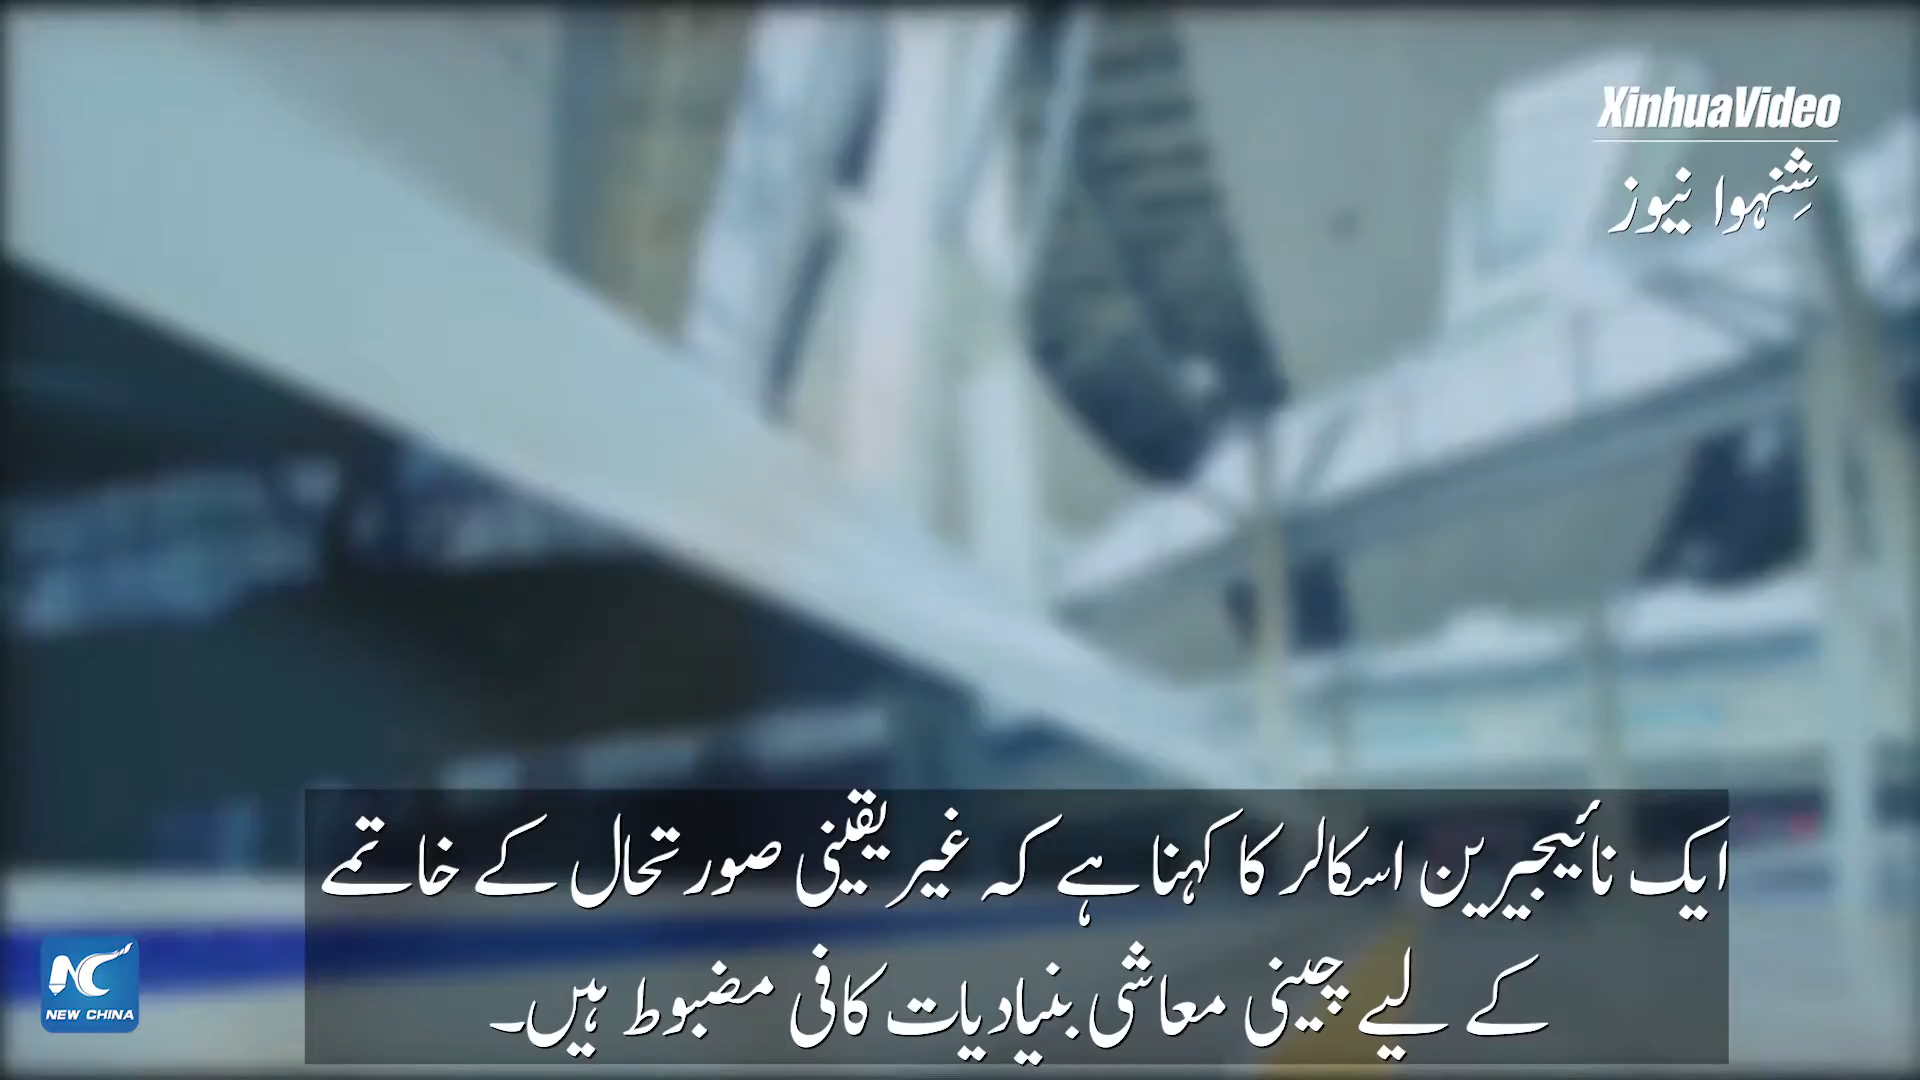 XinhuaVideo
شِنہوا نیوز
ایک نائیجیرین اسکالر کا کہنا ہے کہ غیر یقینی صورتحال کے خاتمے
کے لیے چینی معاشی بنیادیات کافی مضبوط ہیں۔
NEW CHINA